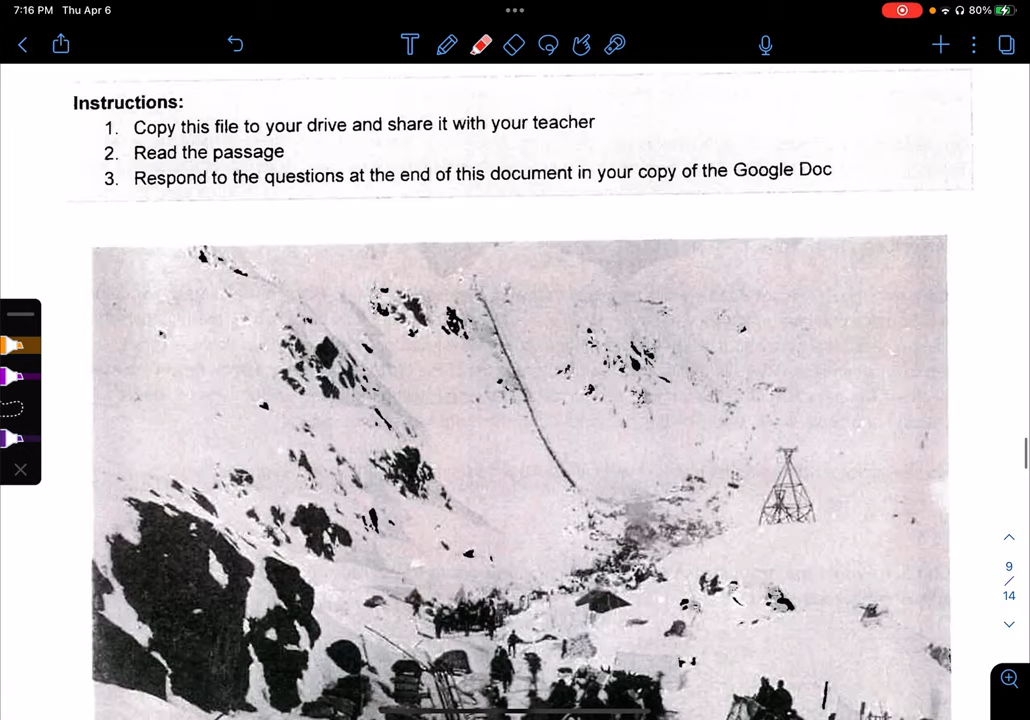 7:16 PM Thu Apr 6
80%
Instructions:
1. Copy this file to your drive and share it with your teacher
2. Read the passage
3. Respond to the questions at the end of this document in your copy of the Google Doc
9
/
14